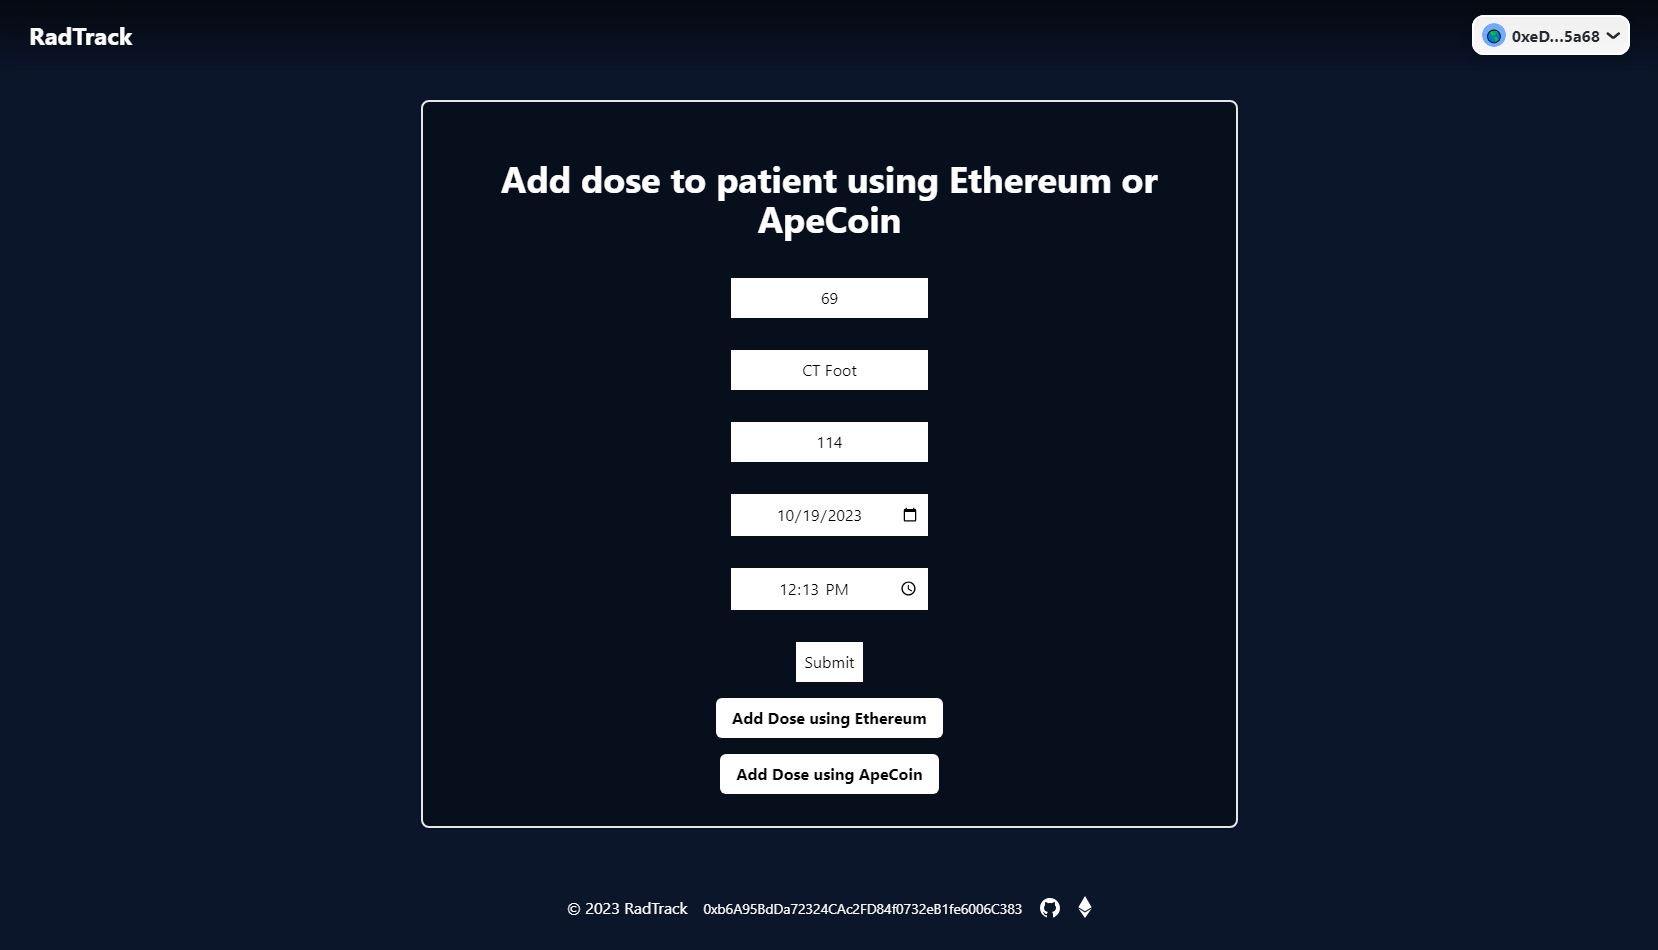 RadTrack
0xeD...5a68
Add dose to patient using Ethereum or
ApeCoin
69
CT Foot
114
10/19/2023
12:13 PM
Submit
Add Dose using Ethereum
Add Dose using ApeCoin
© 2023 RadTrack 0xb6A95BdDa72324CAc2FD84f0732eB1fe6006C383